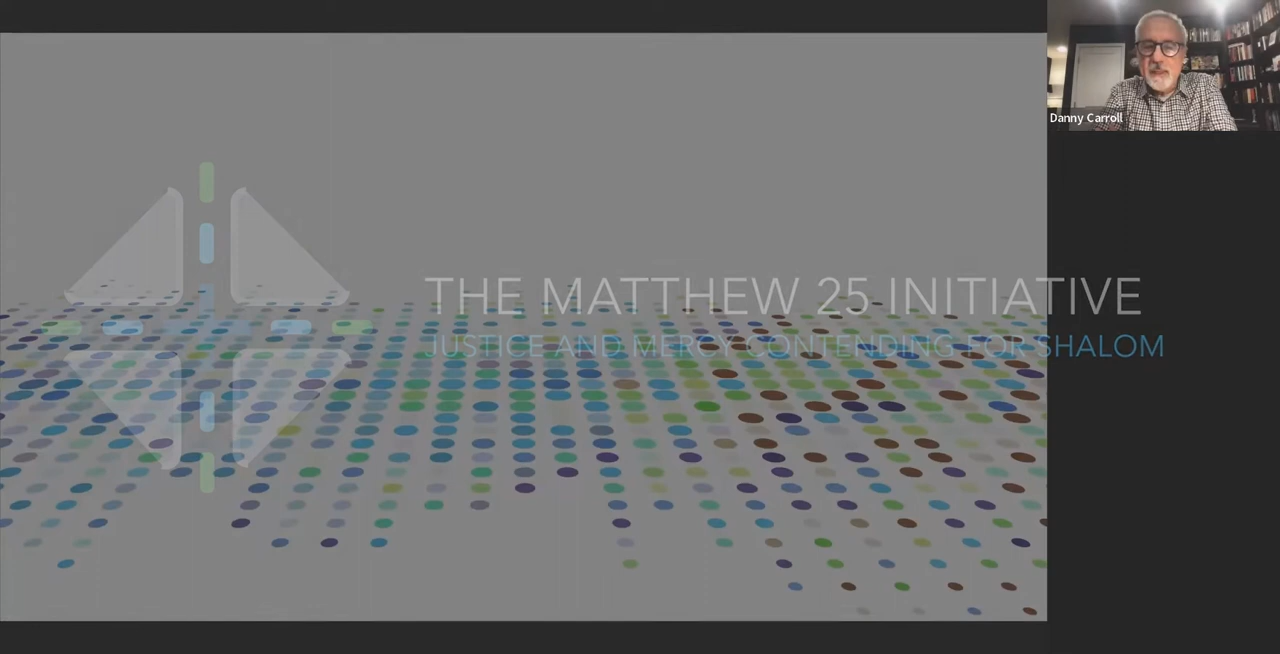 Danny Carroll
THE MATTHEW 25 INITIATIVE
JUSTICE AND MERCY CONTENDING FOR SHALOM